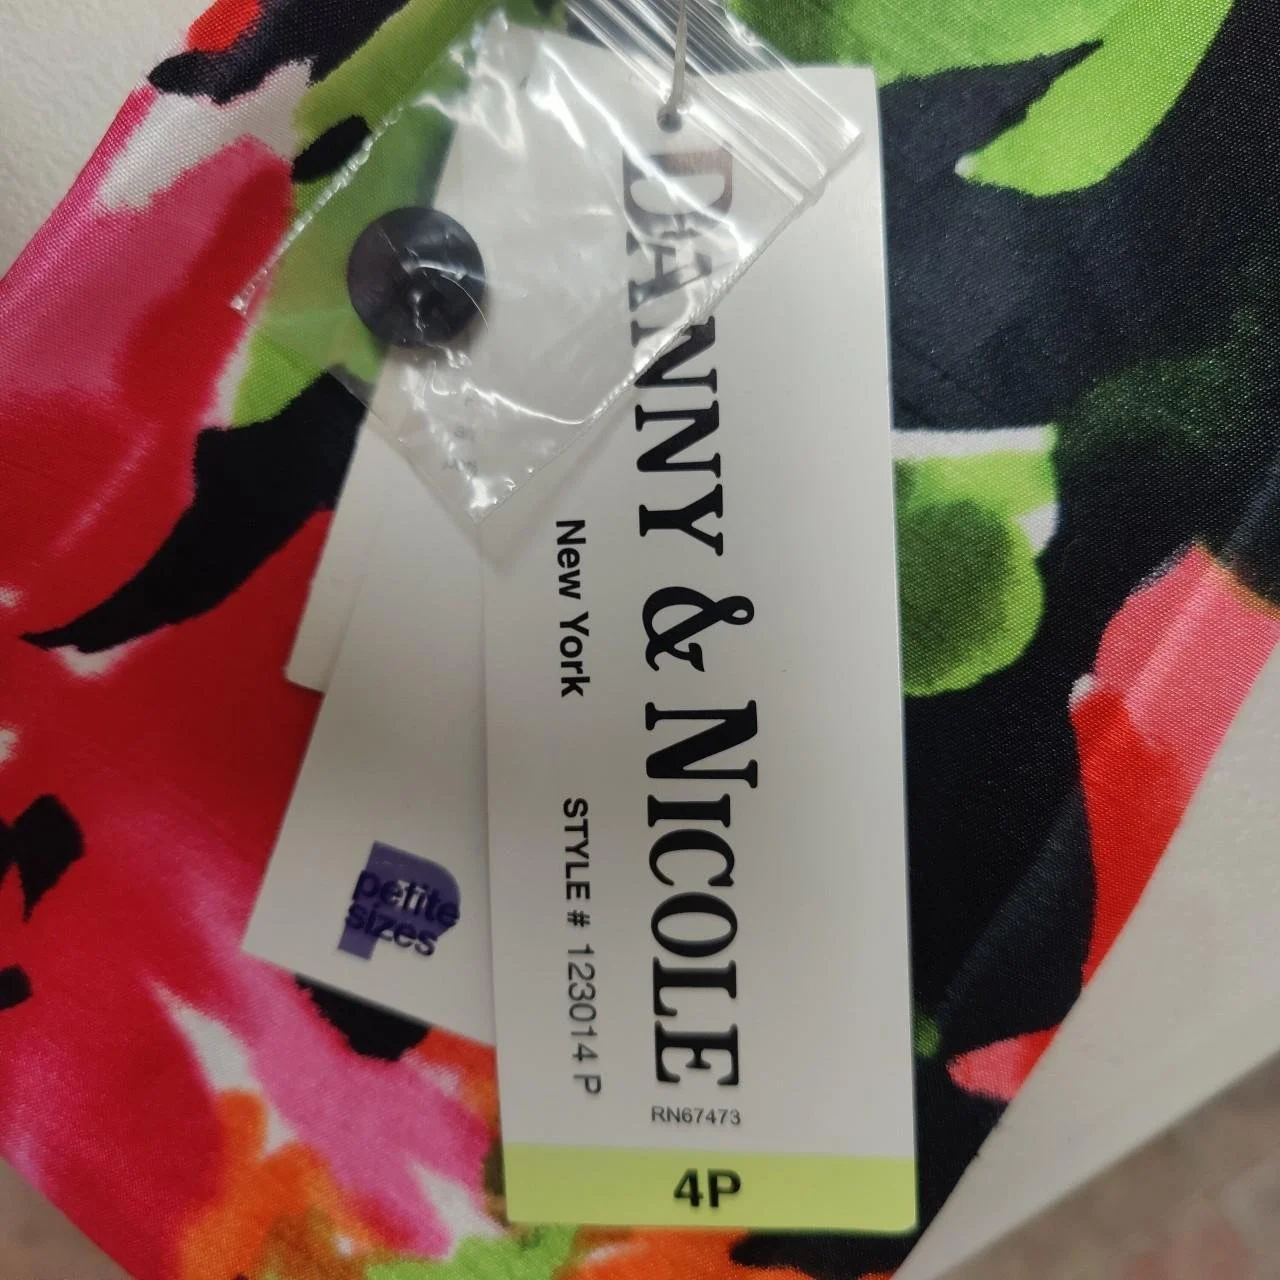 DANNY & NICOLE
New York STYLE # 123014 P
RN67473
4P
petite
sizes